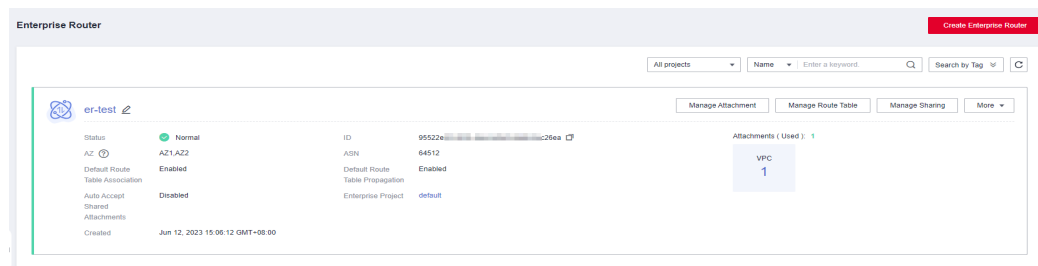 Enterprise Router
Create Enterprise Router
All projects
Name
Enter a keyword.
Search by Tag
er-test
Manage Attachment
Manage Route Table
Manage Sharing
More
Status
Normal
ID
95522e
c26ea
Attachments ( Used ): 1
AZ
AZ1,AZ2
ASN
64512
VPC
1
Default Route
Table Association
Enabled
Default Route
Table Propagation
Enabled
Auto Accept
Shared
Attachments
Disabled
Enterprise Project
default
Created
Jun 12, 2023 15:06:12 GMT+08:00